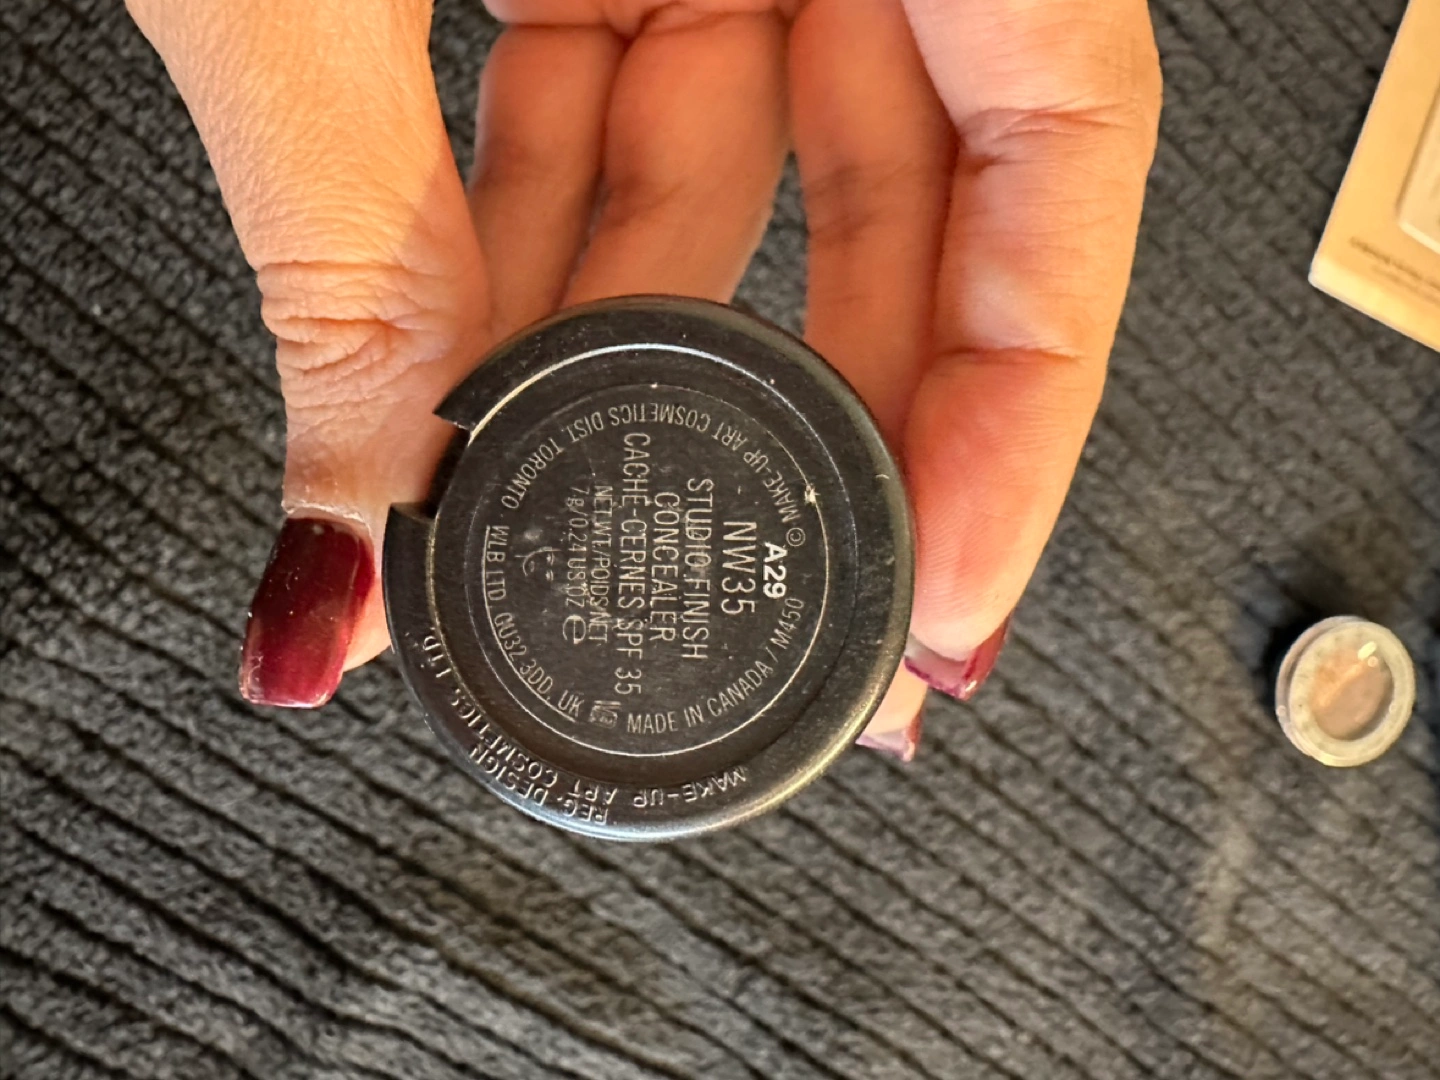 A29
NW35
STUDIO FINISH
CONCEALER
CACHE-CERNES SPF 35
NET WT/POIDS NET
7g/0.24 US OZ e
© MAKE-UP ART COSMETICS DIST. TORONTO
WLB LTD. GU32 3DD, UK
MADE IN CANADA / M450
MAKE-UP ART COSMETICS, LTD.
REG. DESIGN